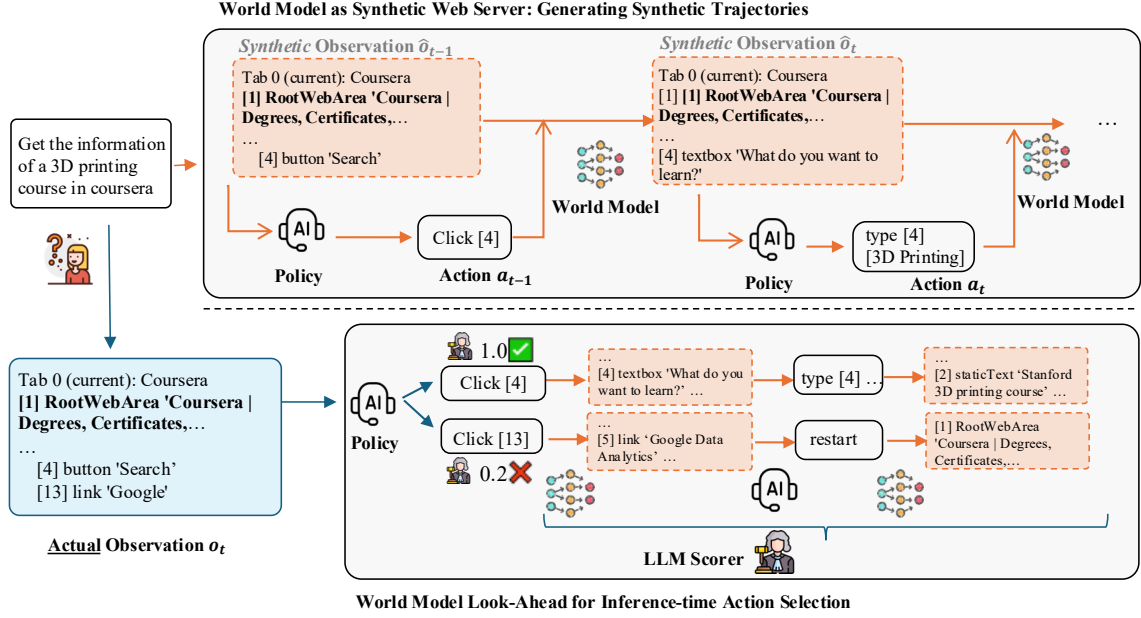 World Model as Synthetic Web Server: Generating Synthetic Trajectories
Synthetic Observation ô_{t-1}
Tab 0 (current): Coursera
[1] RootWebArea 'Coursera |
Degrees, Certificates,…
…
[4] button 'Search'
Synthetic Observation ô_t
Tab 0 (current): Coursera
[1] [1] RootWebArea 'Coursera |
Degrees, Certificates,…
…
[4] textbox 'What do you want to
learn?'
…
Get the information
of a 3D printing
course in coursera
World Model
World Model
AI
Policy
Click [4]
Action a_{t-1}
AI
Policy
type [4]
[3D Printing]
Action a_t
Tab 0 (current): Coursera
[1] RootWebArea 'Coursera |
Degrees, Certificates,…
…
[4] button 'Search'
[13] link 'Google'
Actual Observation o_t
AI
Policy
1.0
Click [4]
…
[4] textbox 'What do you
want to learn?' …
type [4] …
…
[2] staticText ‘Stanford
3D printing course’ …
Click [13]
0.2
…
[5] link ‘Google Data
Analytics’ …
restart
[1] RootWebArea
'Coursera | Degrees,
Certificates,…
AI
LLM Scorer
World Model Look-Ahead for Inference-time Action Selection